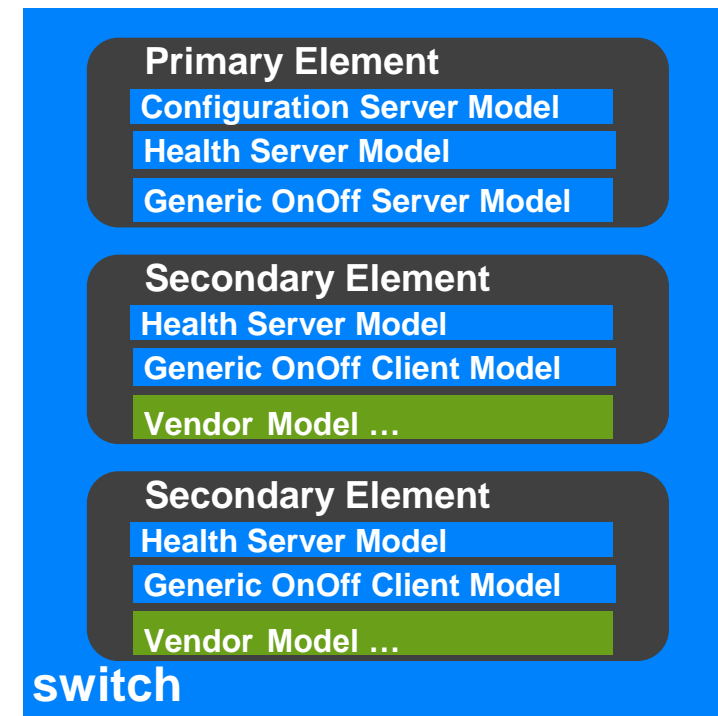 Primary Element
Configuration Server Model
Health Server Model
Generic OnOff Server Model
Secondary Element
Health Server Model
Generic OnOff Client Model
Vendor Model …
Secondary Element
Health Server Model
Generic OnOff Client Model
Vendor Model …
switch